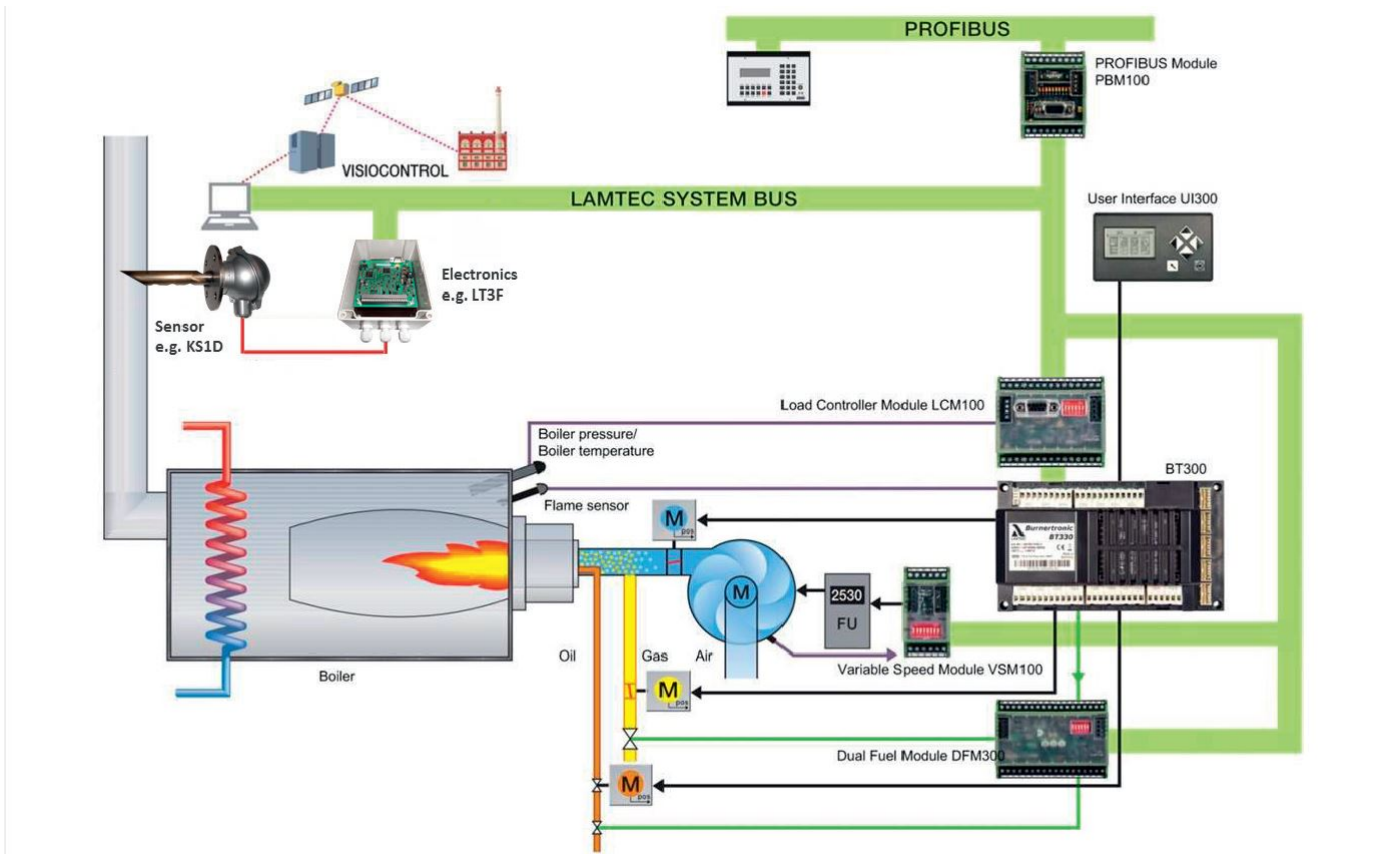 PROFIBUS
PROFIBUS Module
PBM100
VISIOCONTROL
LAMTEC SYSTEM BUS
User Interface UI300
Electronics
e.g. LT3F
Sensor
e.g. KS1D
Load Controller Module LCM100
Boiler pressure/
Boiler temperature
BT300
Flame sensor
M
pos
LAMTEC
Burnertronic
BT330
CE
M
2530
FU
Oil
Gas
Air
Variable Speed Module VSM100
Boiler
M
pos
Dual Fuel Module DFM300
M
pos